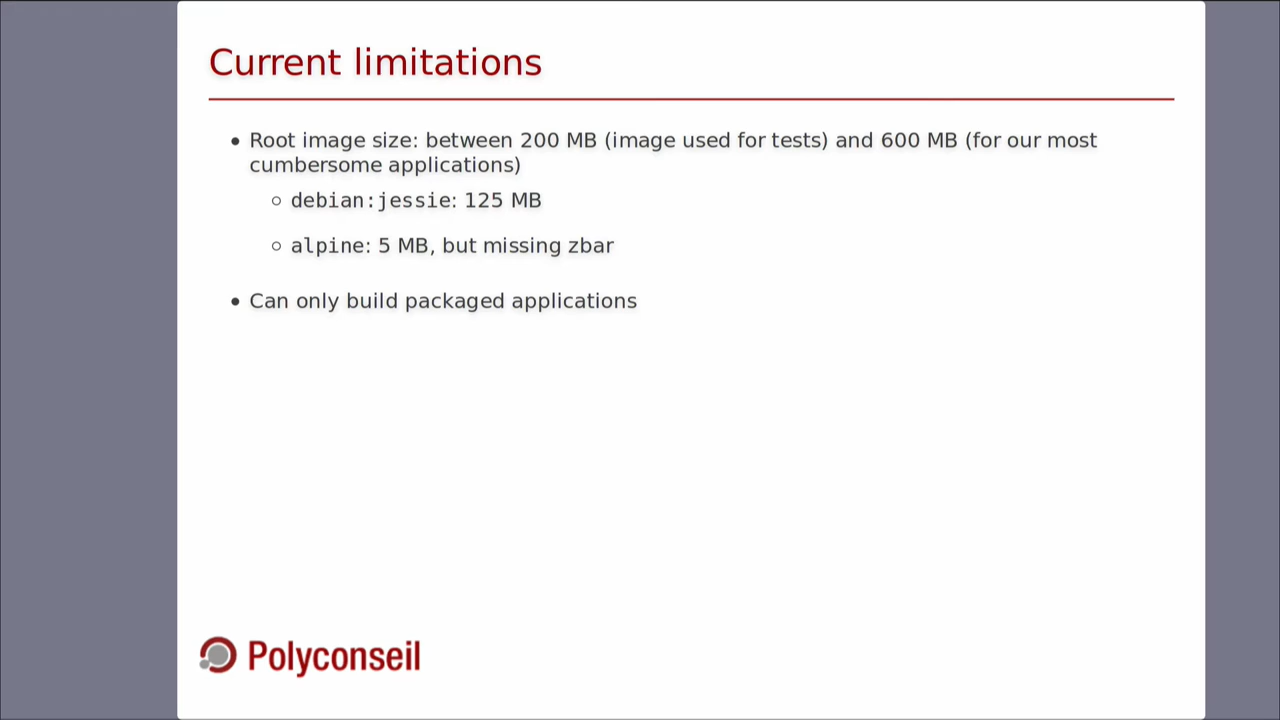 Current limitations
• Root image size: between 200 MB (image used for tests) and 600 MB (for our most
cumbersome applications)
○ debian:jessie: 125 MB
○ alpine: 5 MB, but missing zbar
• Can only build packaged applications
Polyconseil